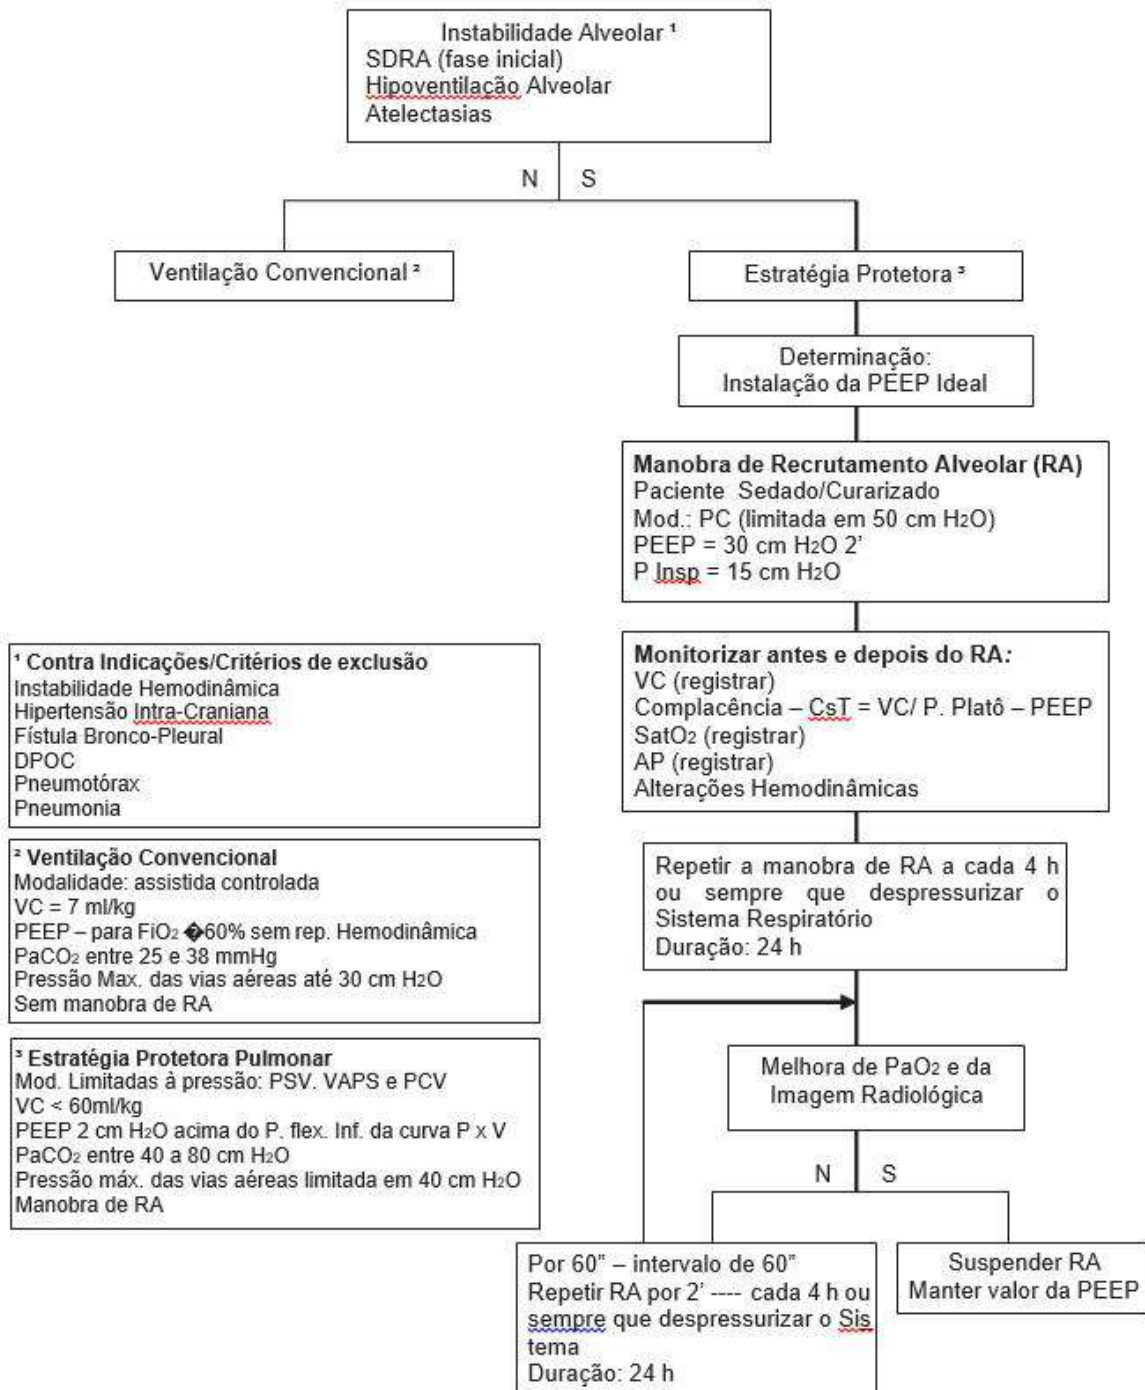 Instabilidade Alveolar ¹
SDRA (fase inicial)
Hipoventilação Alveolar
Atelectasias
N
S
Ventilação Convencional ²
Estratégia Protetora ³
Determinação:
Instalação da PEEP Ideal
Manobra de Recrutamento Alveolar (RA)
Paciente Sedado/Curarizado
Mod.: PC (limitada em 50 cm H2O)
PEEP = 30 cm H2O 2’
P Insp = 15 cm H2O
Monitorizar antes e depois do RA:
VC (registrar)
Complacência – CsT = VC/ P. Platô – PEEP
SatO2 (registrar)
AP (registrar)
Alterações Hemodinâmicas
Repetir a manobra de RA a cada 4 h
ou sempre que despressurizar o
Sistema Respiratório
Duração: 24 h
Melhora de PaO2 e da
Imagem Radiológica
N
S
Por 60” – intervalo de 60”
Repetir RA por 2’ ---- cada 4 h ou
sempre que despressurizar o Sis
tema
Duração: 24 h
Suspender RA
Manter valor da PEEP
¹ Contra Indicações/Critérios de exclusão
Instabilidade Hemodinâmica
Hipertensão Intra-Craniana
Fístula Bronco-Pleural
DPOC
Pneumotórax
Pneumonia
² Ventilação Convencional
Modalidade: assistida controlada
VC = 7 ml/kg
PEEP – para FiO2 �60% sem rep. Hemodinâmica
PaCO2 entre 25 e 38 mmHg
Pressão Max. das vias aéreas até 30 cm H2O
Sem manobra de RA
³ Estratégia Protetora Pulmonar
Mod. Limitadas à pressão: PSV. VAPS e PCV
VC < 60ml/kg
PEEP 2 cm H2O acima do P. flex. Inf. da curva P x V
PaCO2 entre 40 a 80 cm H2O
Pressão máx. das vias aéreas limitada em 40 cm H2O
Manobra de RA